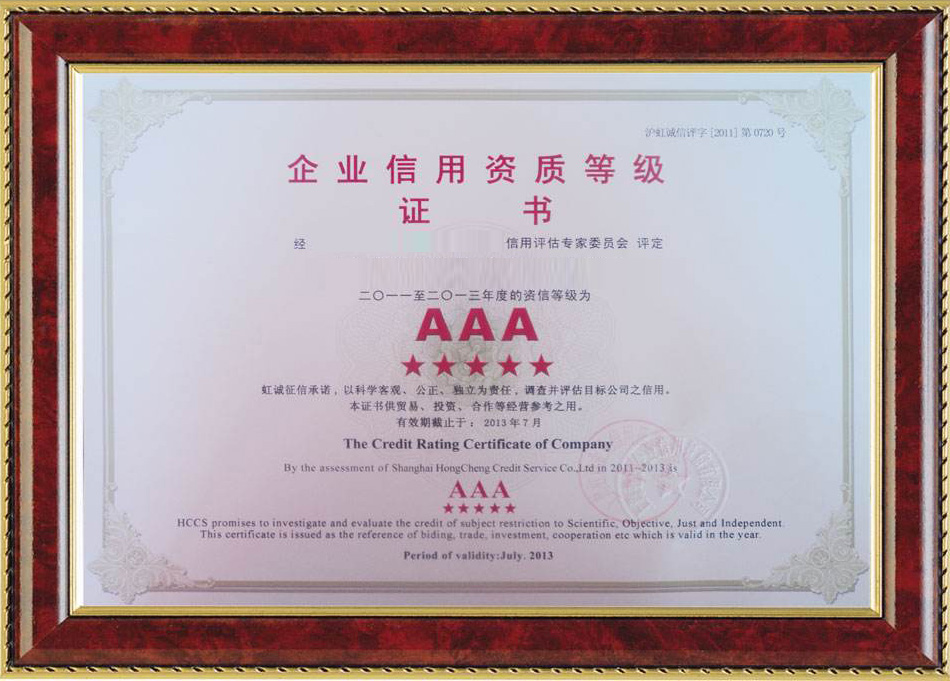 沪虹诚信评字[2011]第0720号
企业信用资质等级
证 书
经 信用评估专家委员会 评定
二〇一一至二〇一三年度的资信等级为
AAA
★★★★★
虹诚征信承诺，以科学客观、公正、独立为责任，调查并评估目标公司之信用。
本证书供贸易、投资、合作等经营参考之用。
有效期截止于：2013年7月
The Credit Rating Certificate of Company
By the assessment of Shanghai HongCheng Credit Service Co.,Ltd in 2011-2013 is
AAA
★★★★★
HCCS promises to investigate and evaluate the credit of subject restriction to Scientific, Objective, Just and Independent.
This certificate is issued as the reference of biding, trade, investment, cooperation etc which is valid in the year.
Period of validity:July. 2013